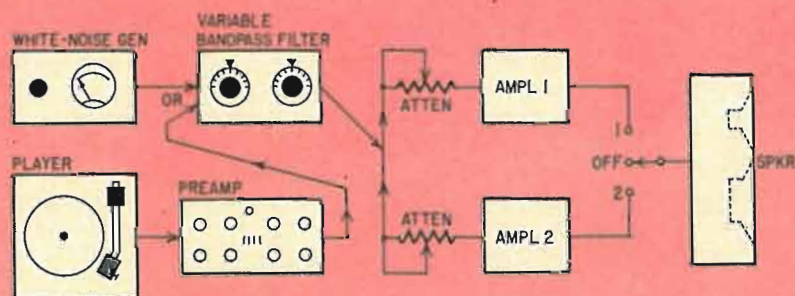 VARIABLE
WHITE-NOISE GEN
BANDPASS FILTER
OR
ATTEN
AMPL 1
1
OFF
SPKR
2
PLAYER
PREAMP
ATTEN
AMPL 2